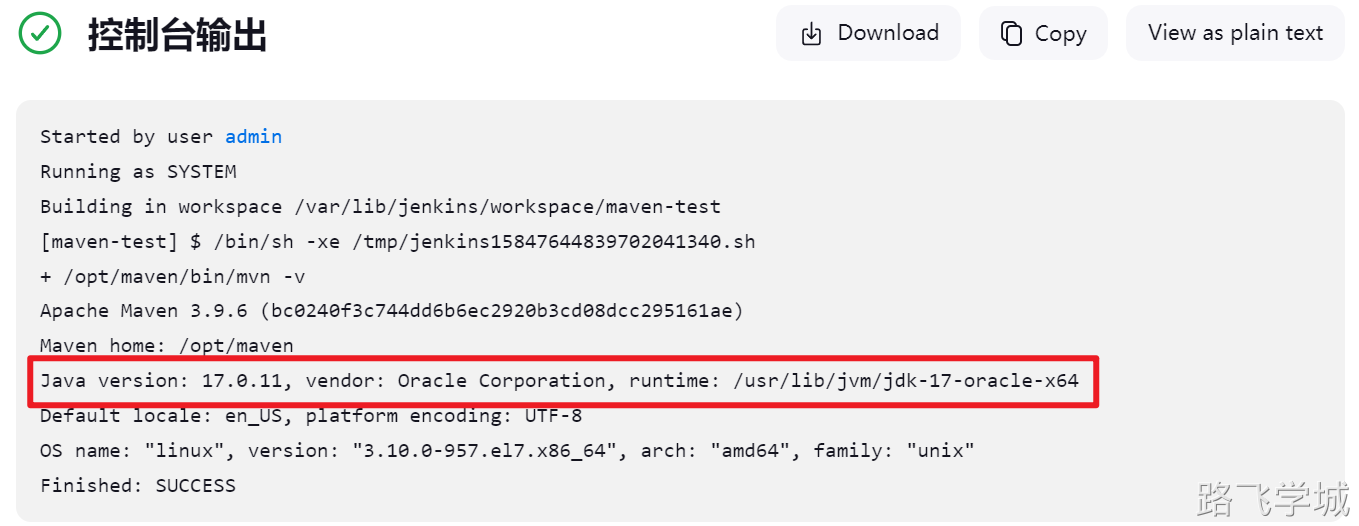 控制台输出
Download
Copy
View as plain text
Started by user admin
Running as SYSTEM
Building in workspace /var/lib/jenkins/workspace/maven-test
[maven-test] $ /bin/sh -xe /tmp/jenkins15847644839702041340.sh
+ /opt/maven/bin/mvn -v
Apache Maven 3.9.6 (bc0240f3c744dd6b6ec2920b3cd08dcc295161ae)
Maven home: /opt/maven
Java version: 17.0.11, vendor: Oracle Corporation, runtime: /usr/lib/jvm/jdk-17-oracle-x64
Default locale: en_US, platform encoding: UTF-8
OS name: "linux", version: "3.10.0-957.el7.x86_64", arch: "amd64", family: "unix"
Finished: SUCCESS
路飞学城